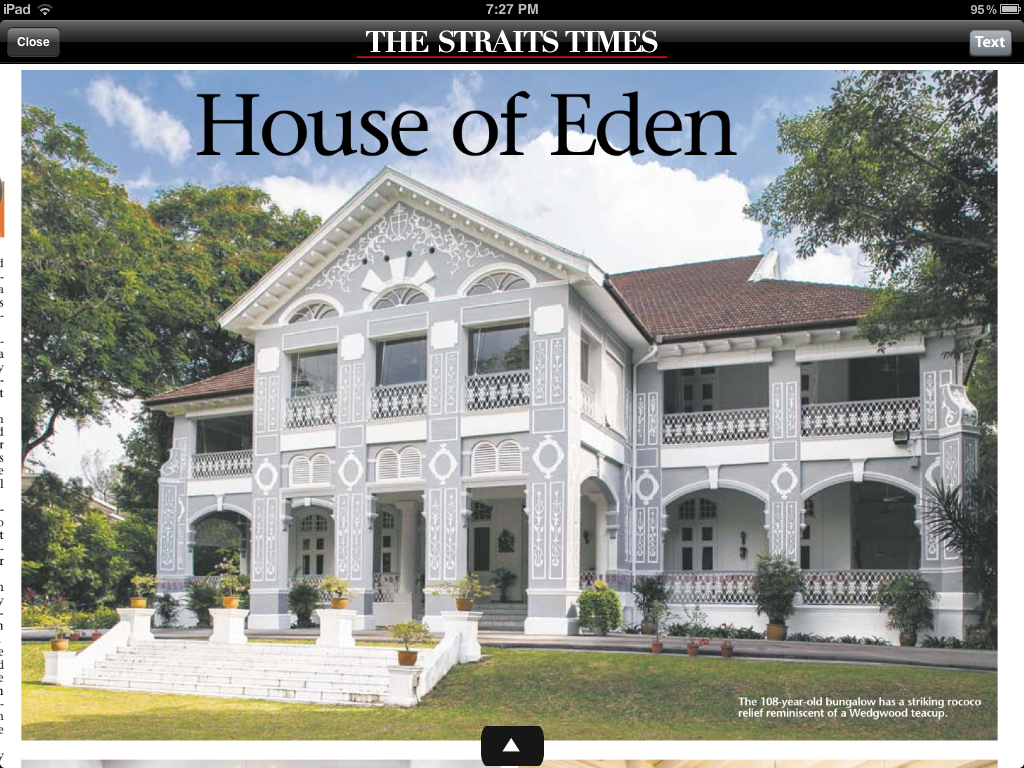 iPad
7:27 PM
95%
Close
THE STRAITS TIMES
Text
House of Eden
The 108-year-old bungalow has a striking rococo
relief reminiscent of a Wedgwood teacup.